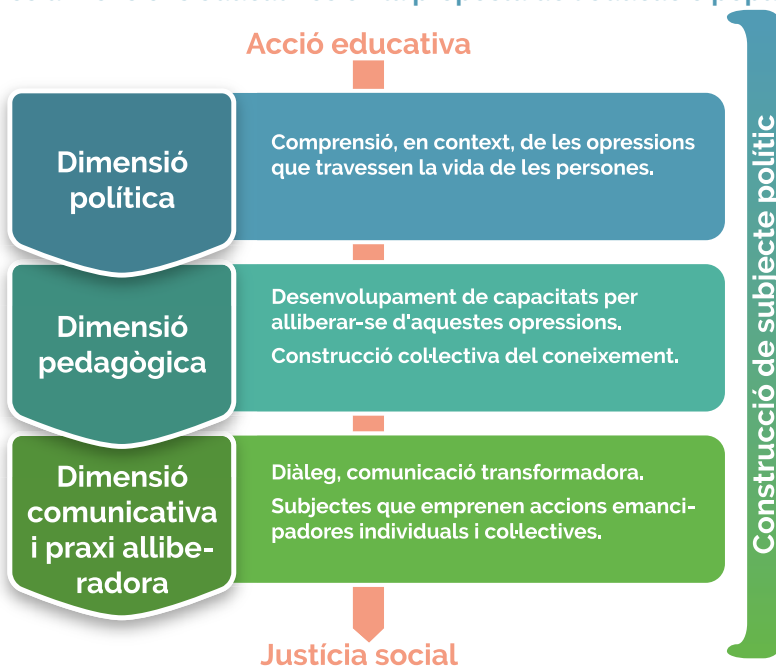 Acció educativa
Dimensió
política
Comprensió, en context, de les opressions
que travessen la vida de les persones.
Dimensió
pedagògica
Desenvolupament de capacitats per
alliberar-se d'aquestes opressions.
Construcció col·lectiva del coneixement.
Dimensió
comunicativa
i praxi allibe-
radora
Diàleg, comunicació transformadora.
Subjectes que emprenen accions emanci-
padores individuals i col·lectives.
Justícia social
Construcció de subjecte polític